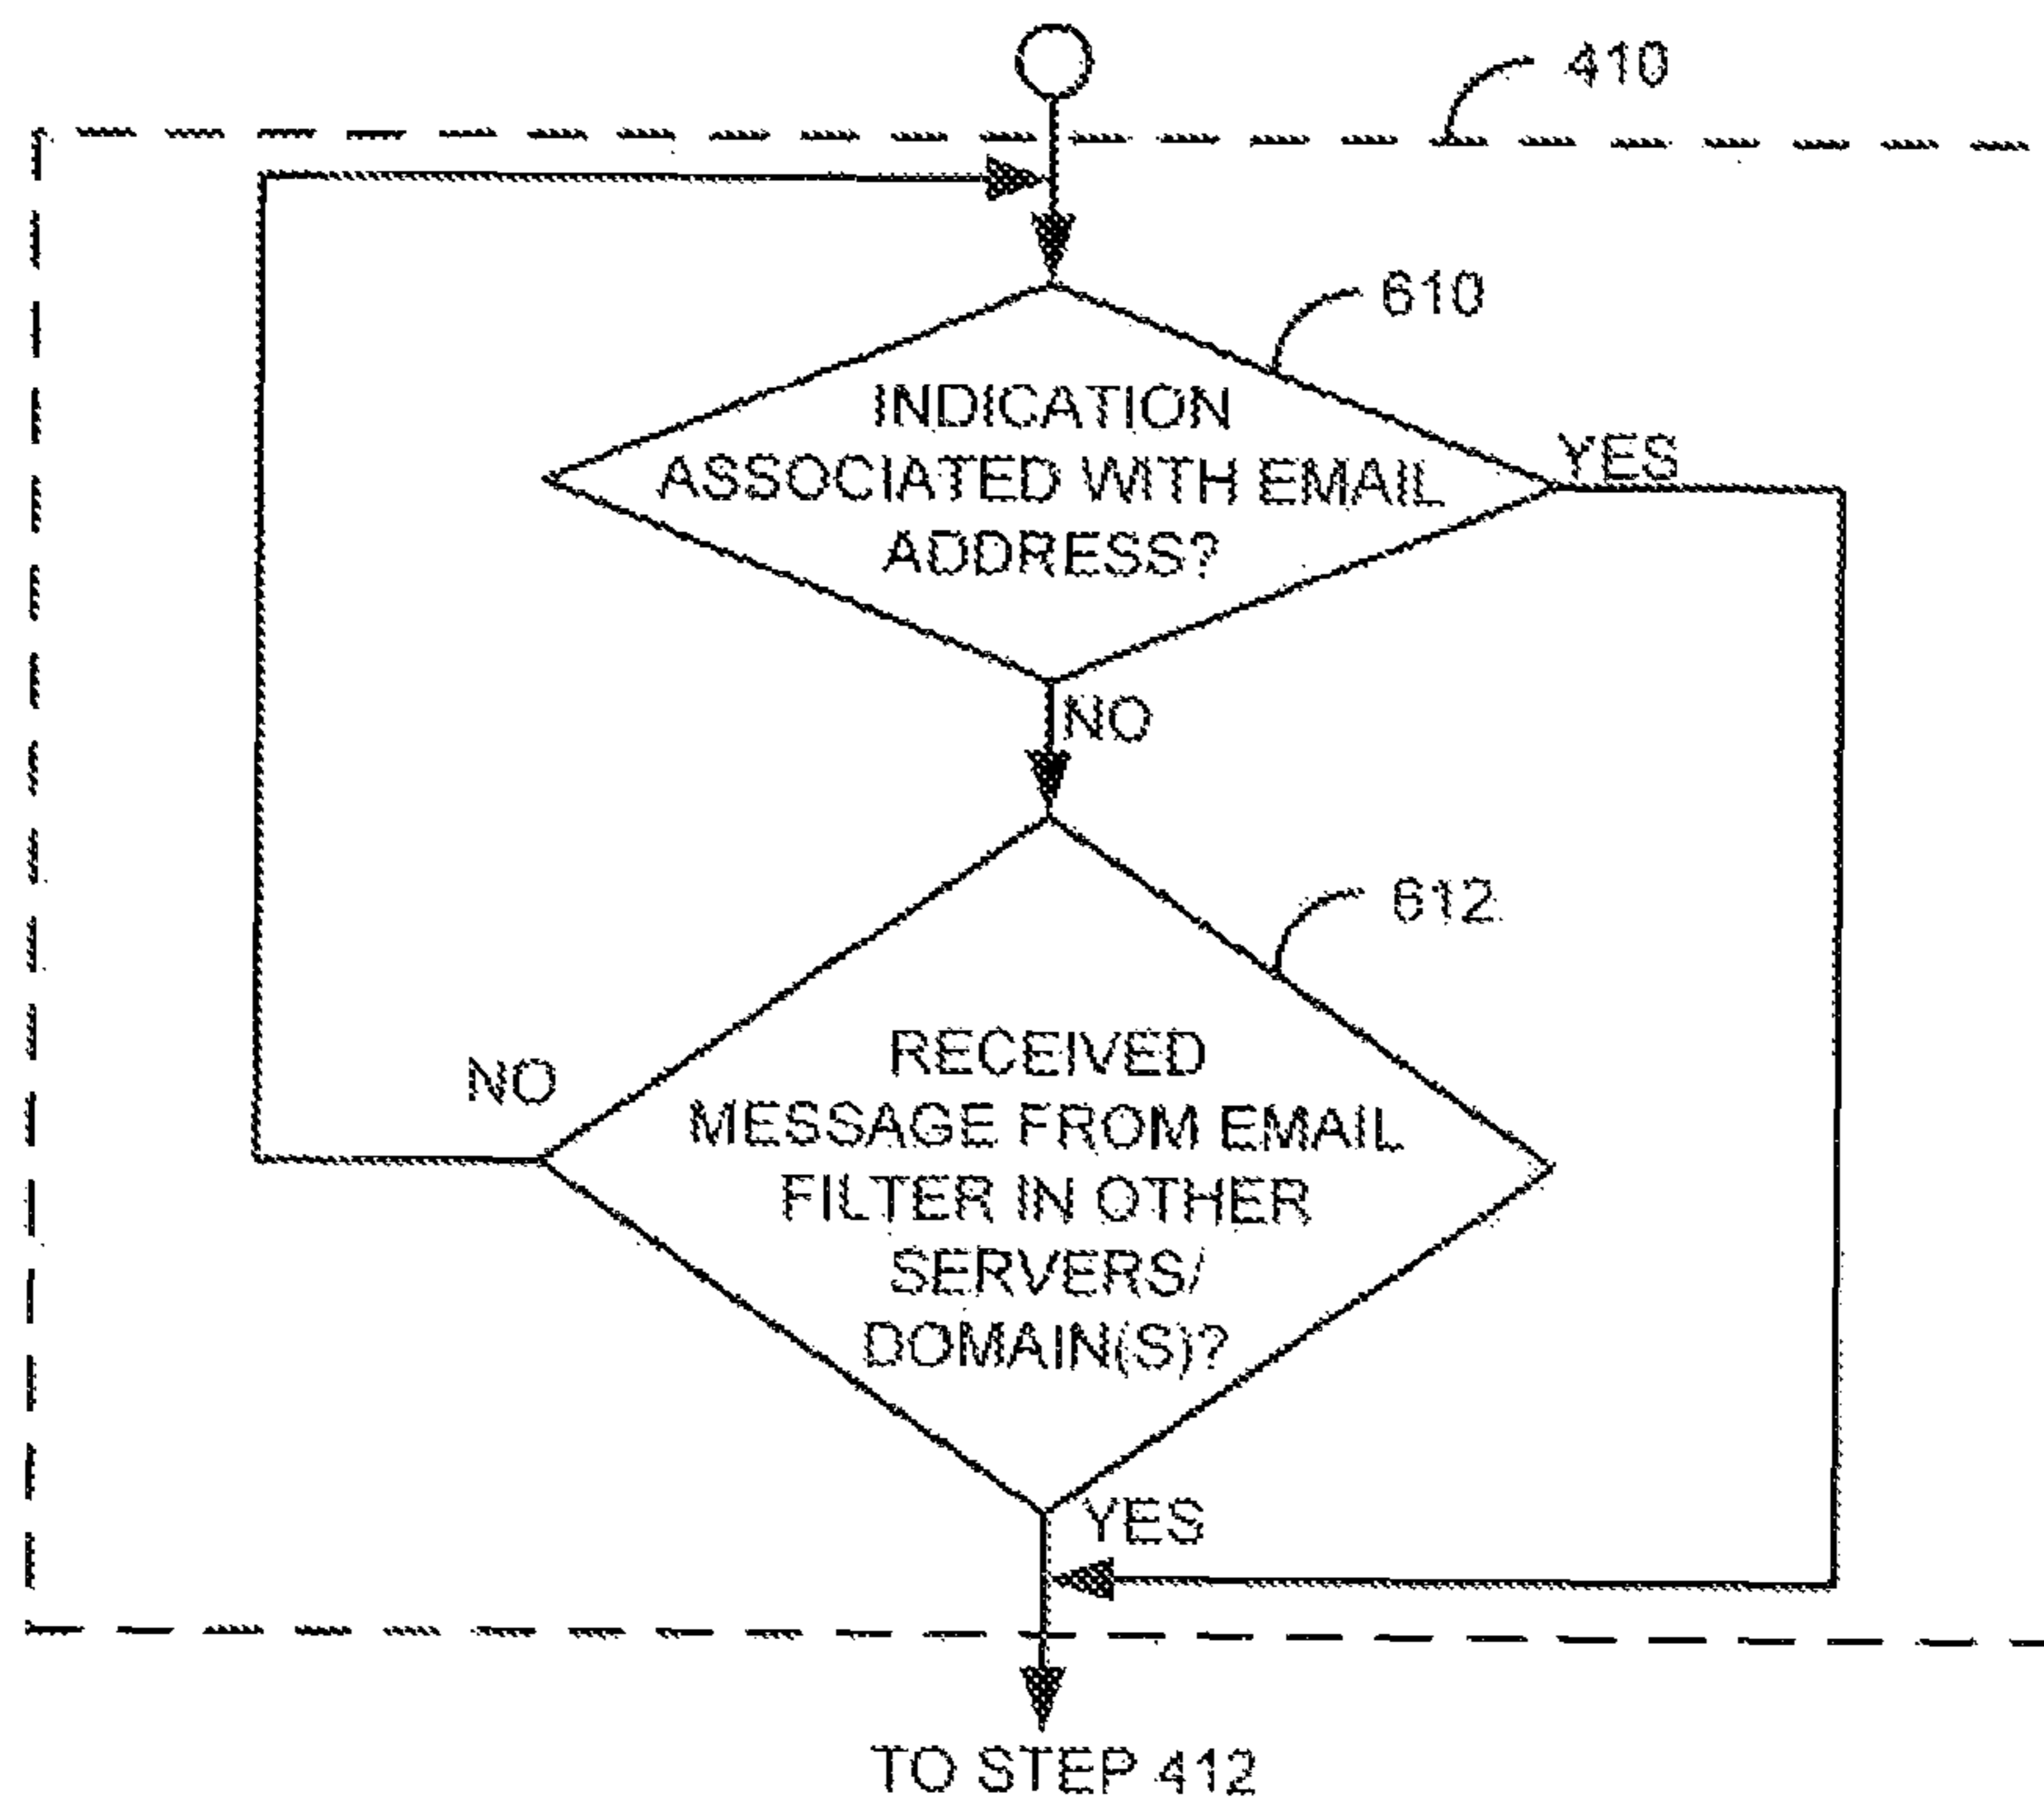 410
610
INDICATION
ASSOCIATED WITH EMAIL
ADDRESS?
YES
NO
612
RECEIVED
MESSAGE FROM EMAIL
FILTER IN OTHER
SERVERS/
DOMAIN(S)?
NO
YES
TO STEP 412